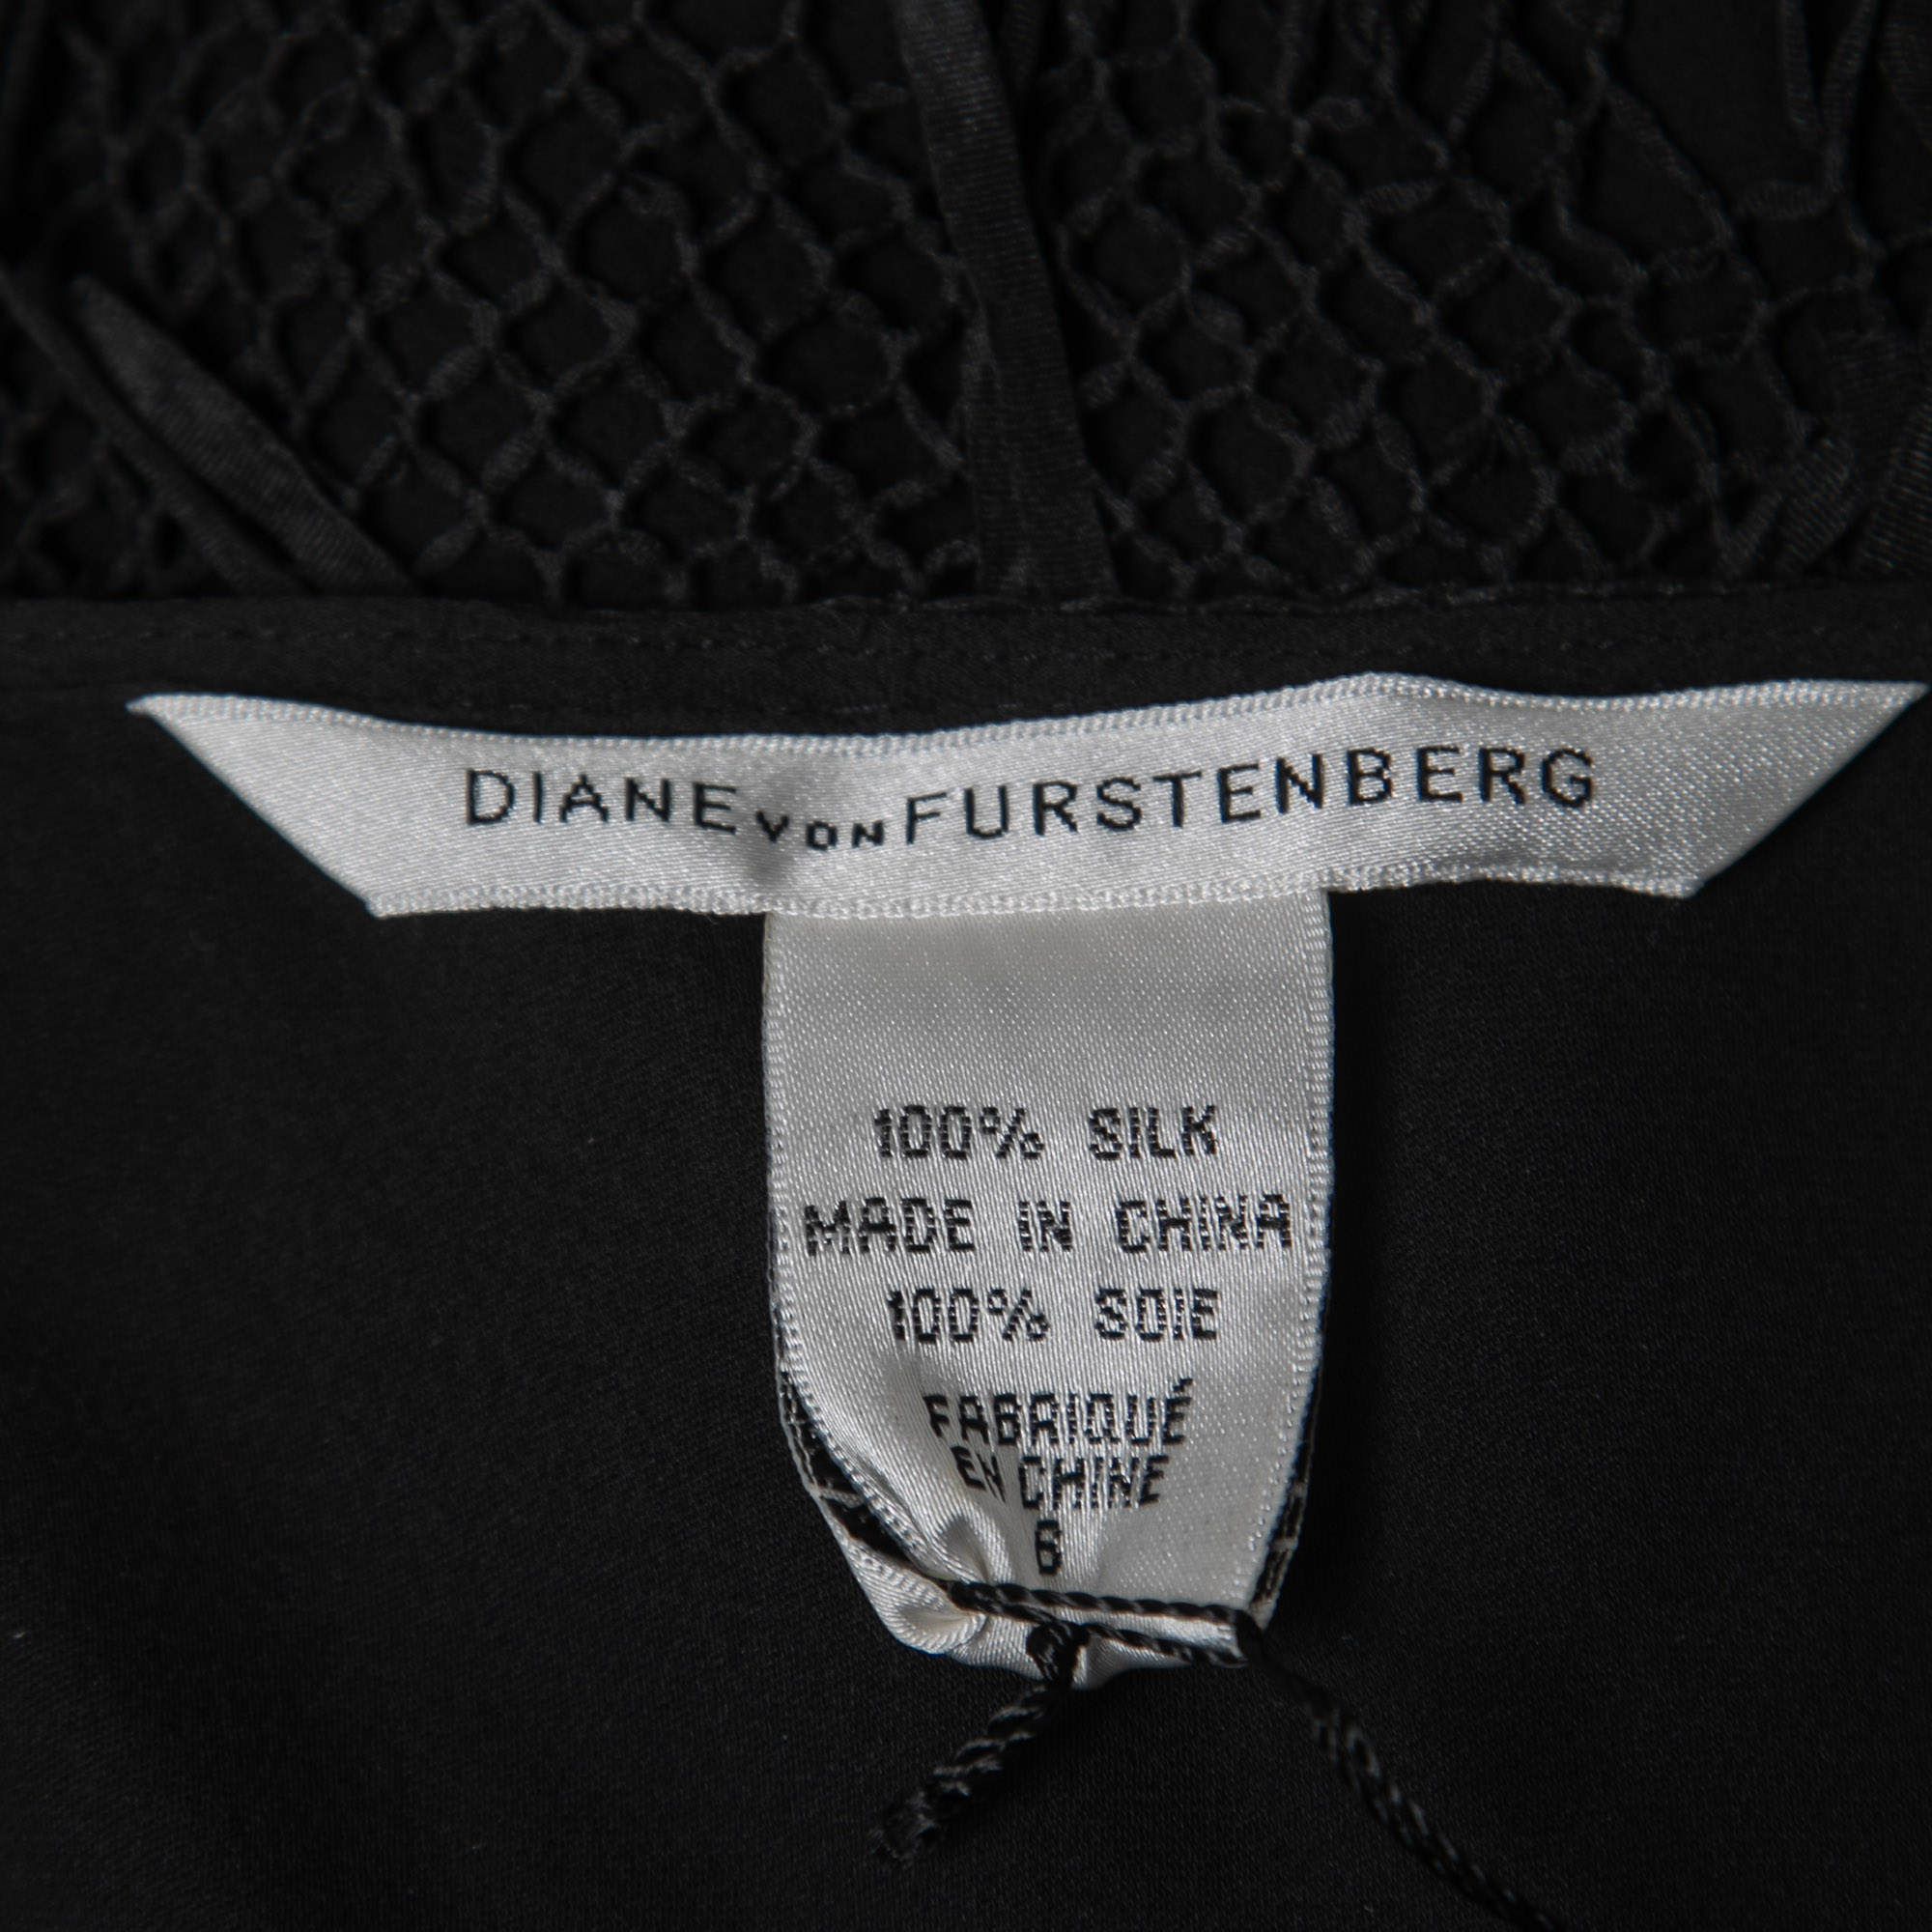 DIANE VON FURSTENBERG
100% SILK
MADE IN CHINA
100% SOIE
FABRIQUÉ
EN CHINE
6